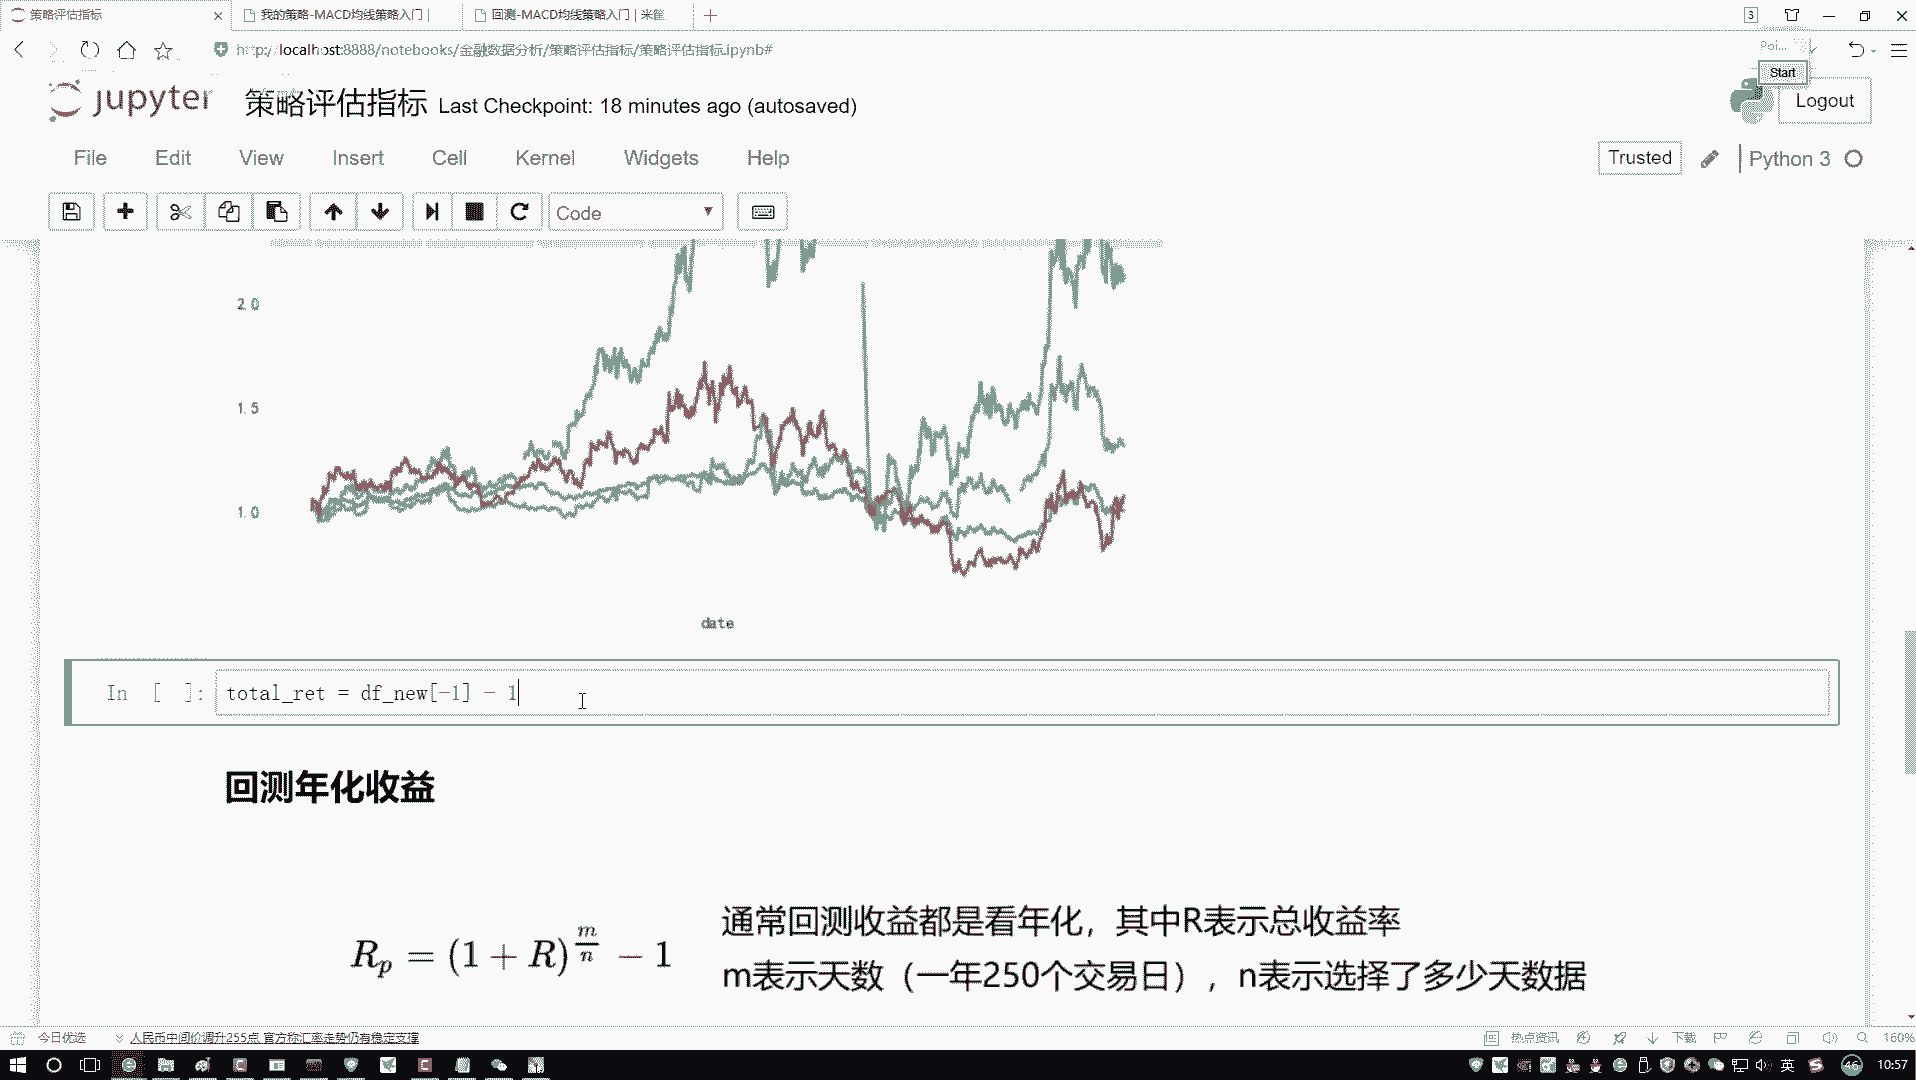 策略评估指标
我的策略-MACD均线策略入门 |
回测-MACD均线策略入门 | 米筐
3
http://localhost:8888/notebooks/金融数据分析/策略评估指标/策略评估指标.ipynb#
Poi...
Start
jupyter 策略评估指标 Last Checkpoint: 18 minutes ago (autosaved)
Logout
File Edit View Insert Cell Kernel Widgets Help
Trusted
Python 3
Code
2.0
1.5
1.0
date
In [ ]: total_ret = df_new[-1] - 1
回测年化收益
通常回测收益都是看年化，其中R表示总收益率
R_p = (1 + R)^{m/n} - 1
m表示天数（一年250个交易日），n表示选择了多少天数据
今日优选
人民币中间价调升255点 官方称汇率走势仍有稳定支撑
热点资讯
下载
160%
英
46
10:57